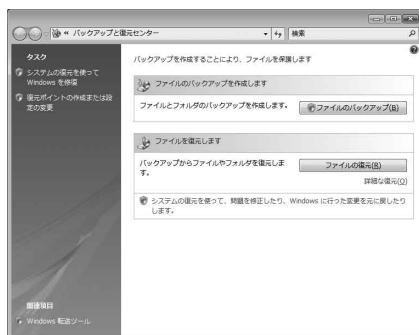 « バックアップと復元センター
検索
タスク
システムの復元を使って
Windows を修復
復元ポイントの作成または設
定の変更
関連項目
Windows 転送ツール
バックアップを作成することにより、ファイルを保護します
ファイルのバックアップを作成します
ファイルとフォルダのバックアップを作成します。
ファイルのバックアップ(B)
ファイルを復元します
バックアップからファイルやフォルダを復元しま
す。
ファイルの復元(R)
詳細な復元(O)
システムの復元を使って、問題を修正したり、Windows に行った変更を元に戻したり
します。